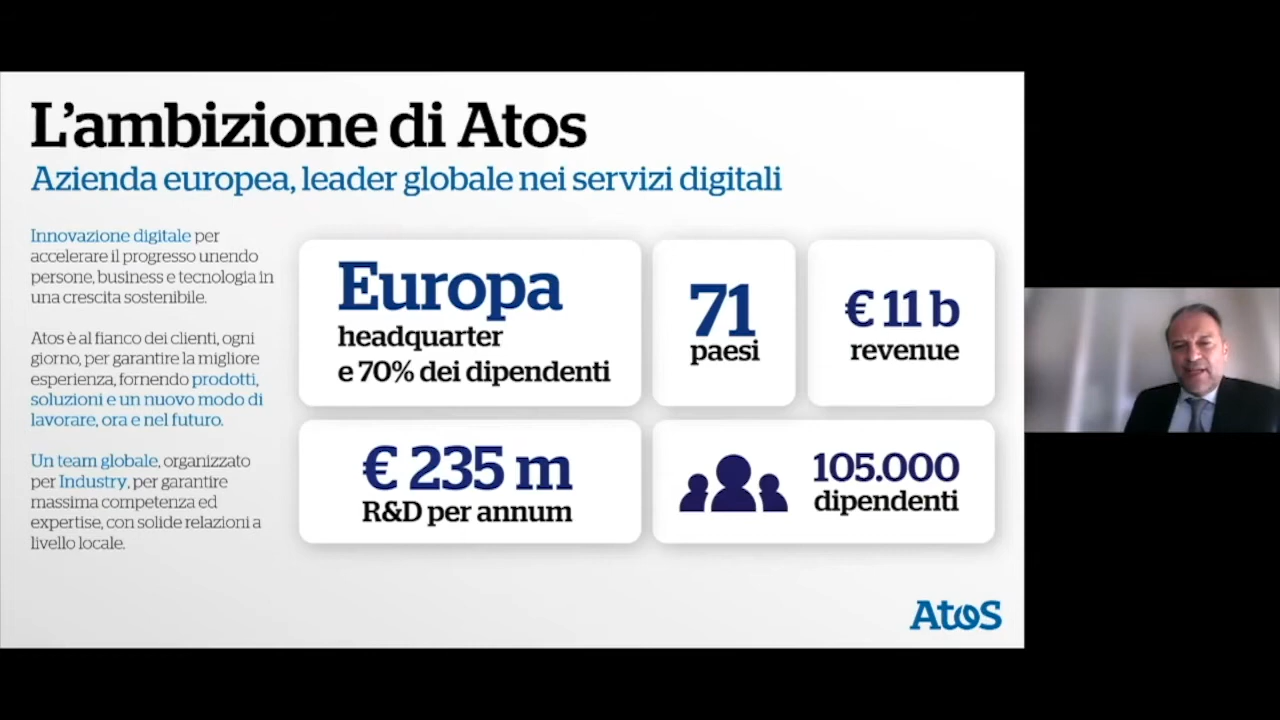 L'ambizione di Atos
Azienda europea, leader globale nei servizi digitali
Innovazione digitale per
accelerare il progresso unendo
persone, business e tecnologia in
una crescita sostenibile.
Atos è al fianco dei clienti, ogni
giorno, per garantire la migliore
esperienza, fornendo prodotti,
soluzioni e un nuovo modo di
lavorare, ora e nel futuro.
Un team globale, organizzato
per Industry, per garantire
massima competenza ed
expertise, con solide relazioni a
livello locale.
Europa
headquarter
e 70% dei dipendenti
71
paesi
€ 11 b
revenue
€ 235 m
R&D per annum
105.000
dipendenti
Atos